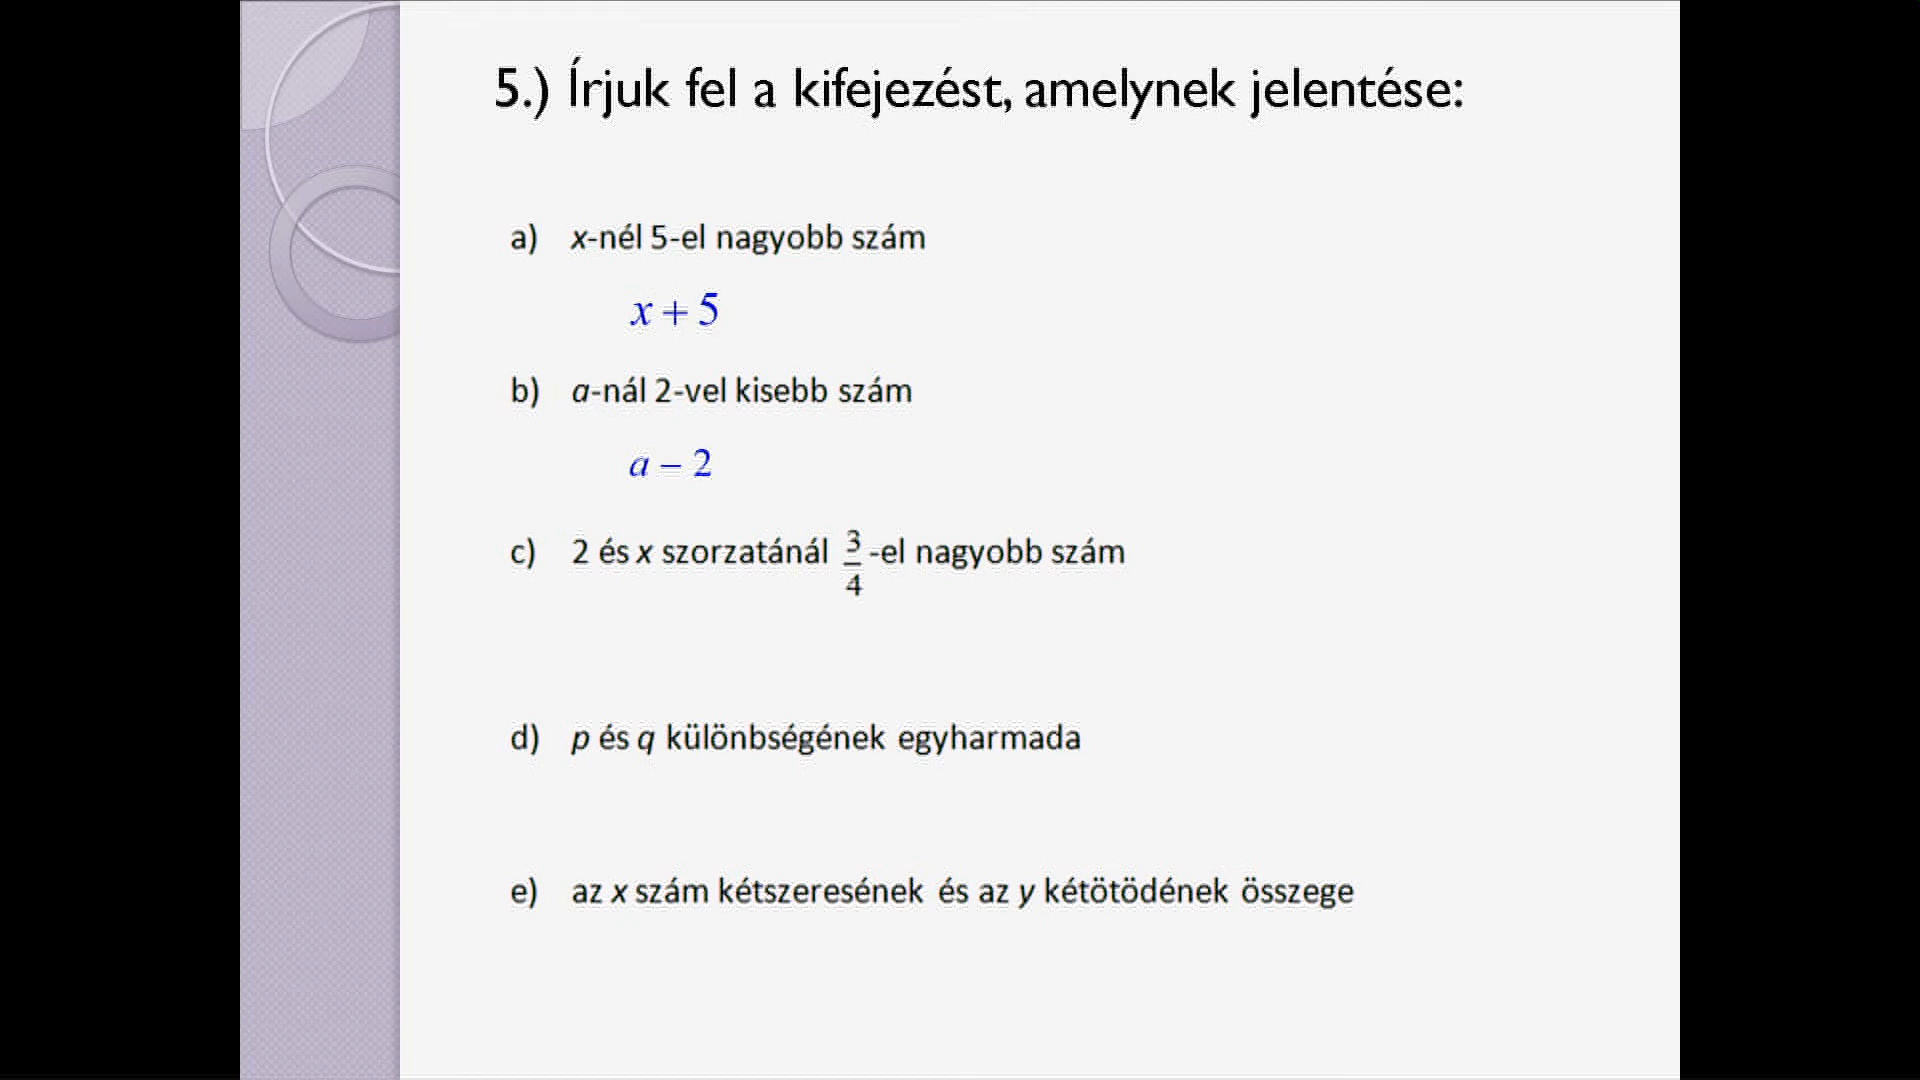 5.) Írjuk fel a kifejezést, amelynek jelentése:
a) x-nél 5-el nagyobb szám
x + 5
b) a-nál 2-vel kisebb szám
a – 2
c) 2 és x szorzatánál 3/4 -el nagyobb szám
d) p és q különbségének egyharmada
e) az x szám kétszeresének és az y kétötödének összege